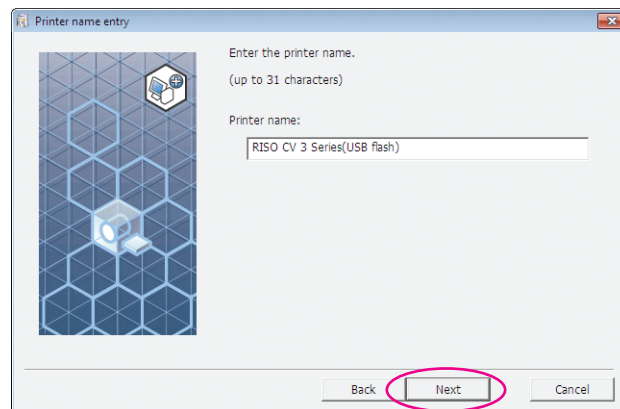 Printer name entry
Enter the printer name.
(up to 31 characters)
Printer name:
RISO CV 3 Series(USB flash)
Back Next Cancel